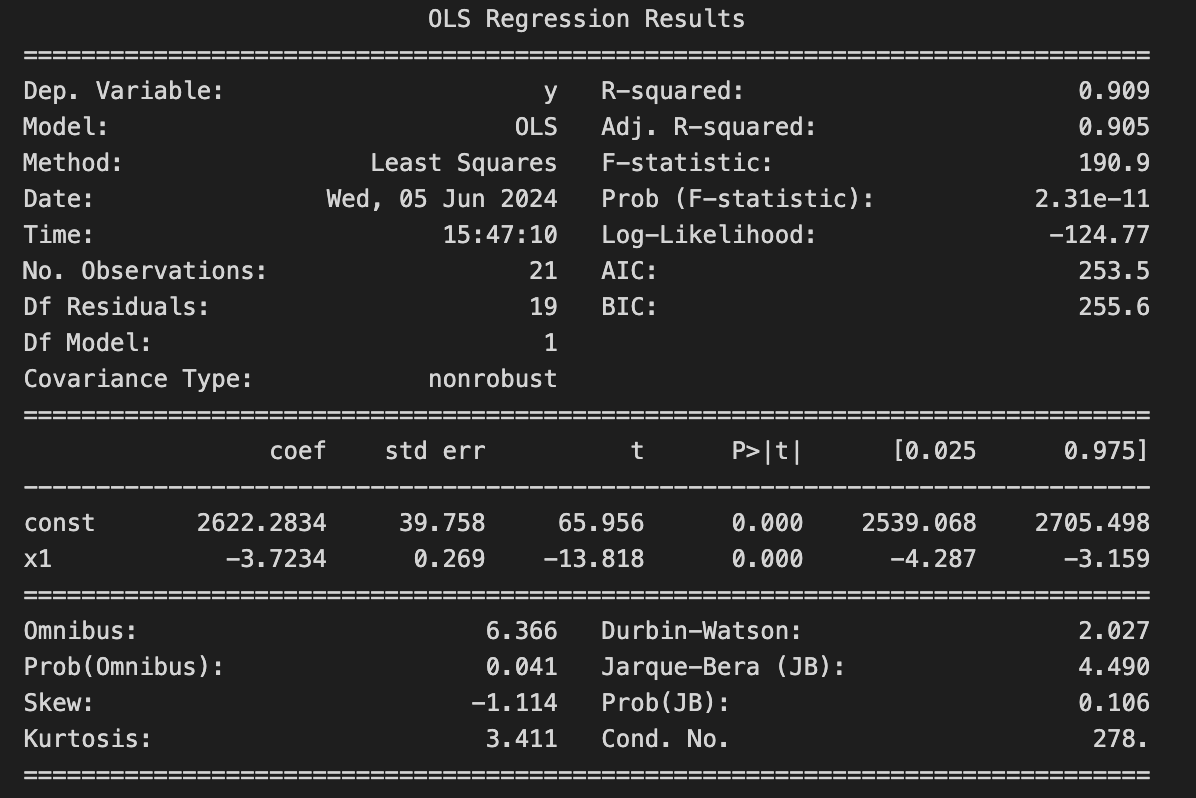 OLS Regression Results
==============================================================================
Dep. Variable: y R-squared: 0.909
Model: OLS Adj. R-squared: 0.905
Method: Least Squares F-statistic: 190.9
Date: Wed, 05 Jun 2024 Prob (F-statistic): 2.31e-11
Time: 15:47:10 Log-Likelihood: -124.77
No. Observations: 21 AIC: 253.5
Df Residuals: 19 BIC: 255.6
Df Model: 1
Covariance Type: nonrobust
==============================================================================
coef std err t P>|t| [0.025 0.975]
------------------------------------------------------------------------------
const 2622.2834 39.758 65.956 0.000 2539.068 2705.498
x1 -3.7234 0.269 -13.818 0.000 -4.287 -3.159
==============================================================================
Omnibus: 6.366 Durbin-Watson: 2.027
Prob(Omnibus): 0.041 Jarque-Bera (JB): 4.490
Skew: -1.114 Prob(JB): 0.106
Kurtosis: 3.411 Cond. No. 278.
==============================================================================